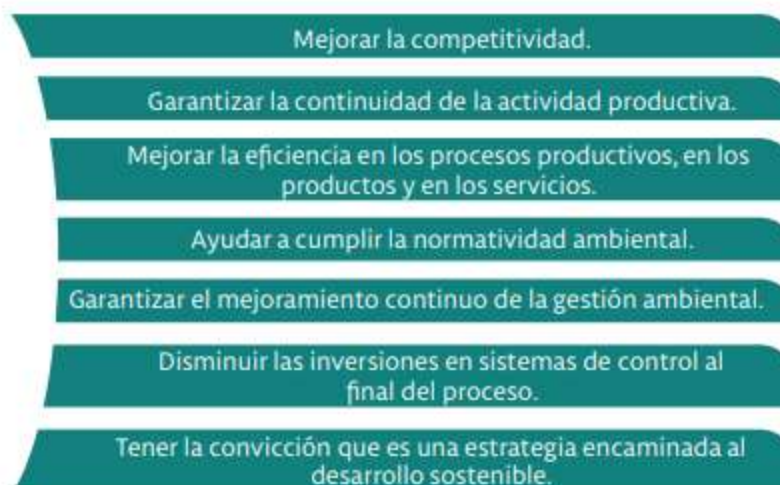 Mejorar la competitividad.
Garantizar la continuidad de la actividad productiva.
Mejorar la eficiencia en los procesos productivos, en los
productos y en los servicios.
Ayudar a cumplir la normatividad ambiental.
Garantizar el mejoramiento continuo de la gestión ambiental.
Disminuir las inversiones en sistemas de control al
final del proceso.
Tener la convicción que es una estrategia encaminada al
desarrollo sostenible.